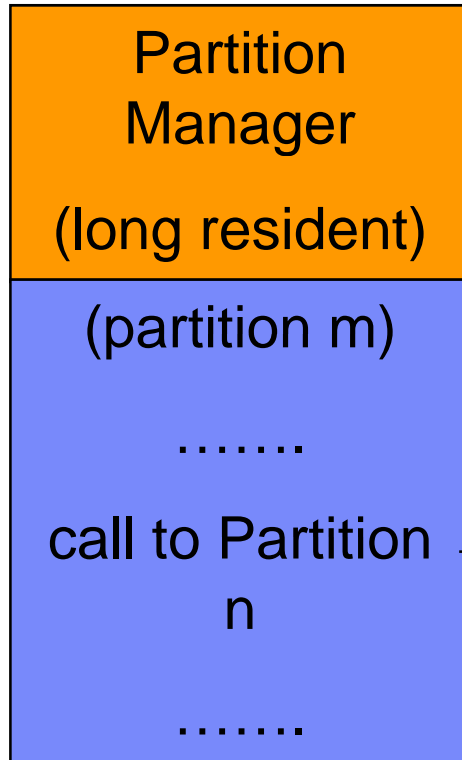 Partition
Manager
(long resident)
(partition m)
…….
call to Partition
n
…….